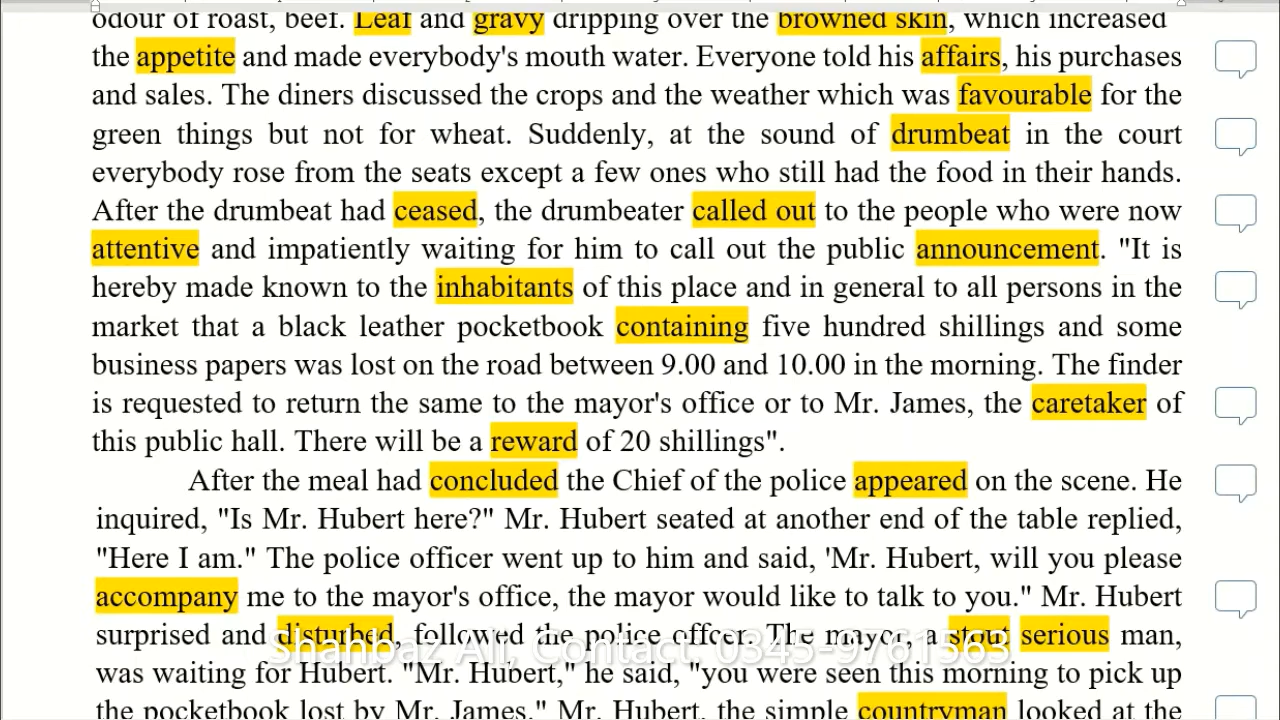 odour of roast, beef. Leaf and gravy dripping over the browned skin, which increased
the appetite and made everybody's mouth water. Everyone told his affairs, his purchases
and sales. The diners discussed the crops and the weather which was favourable for the
green things but not for wheat. Suddenly, at the sound of drumbeat in the court
everybody rose from the seats except a few ones who still had the food in their hands.
After the drumbeat had ceased, the drumbeater called out to the people who were now
attentive and impatiently waiting for him to call out the public announcement. "It is
hereby made known to the inhabitants of this place and in general to all persons in the
market that a black leather pocketbook containing five hundred shillings and some
business papers was lost on the road between 9.00 and 10.00 in the morning. The finder
is requested to return the same to the mayor's office or to Mr. James, the caretaker of
this public hall. There will be a reward of 20 shillings".
After the meal had concluded the Chief of the police appeared on the scene. He
inquired, "Is Mr. Hubert here?" Mr. Hubert seated at another end of the table replied,
"Here I am." The police officer went up to him and said, 'Mr. Hubert, will you please
accompany me to the mayor's office, the mayor would like to talk to you." Mr. Hubert
surprised and disturbed, followed the police offcer. The mayor, a stout serious man,
Shanbaz Ali. Contact: 0345-9761563
was waiting for Hubert. "Mr. Hubert," he said, "you were seen this morning to pick up
the pocketbook lost by Mr. James." Mr. Hubert, the simple countryman looked at the